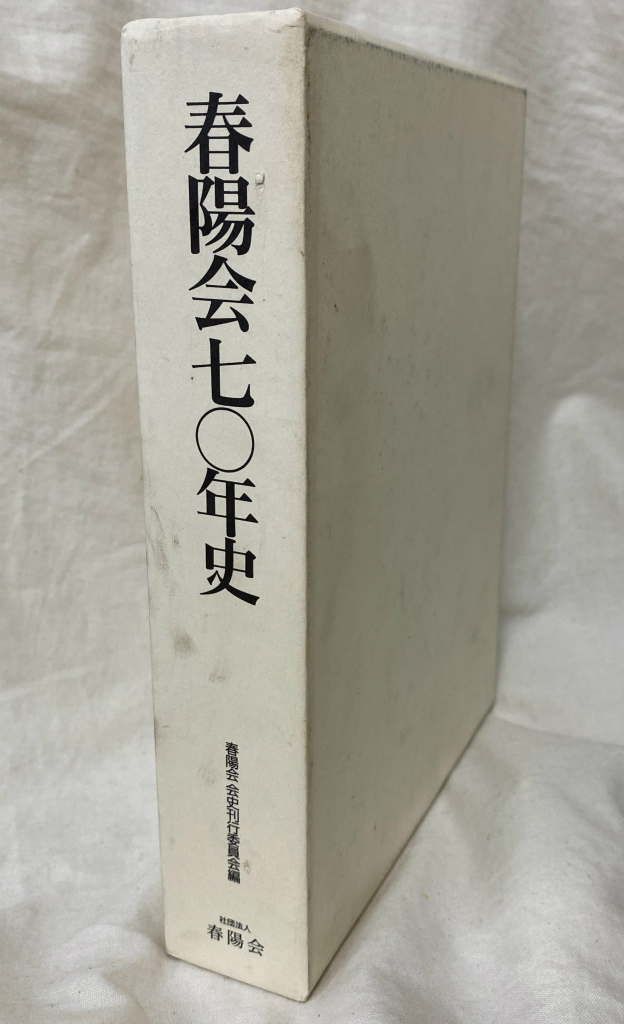 春陽会七〇年史
春陽会 会史刊行委員会編
社団法人
春陽会